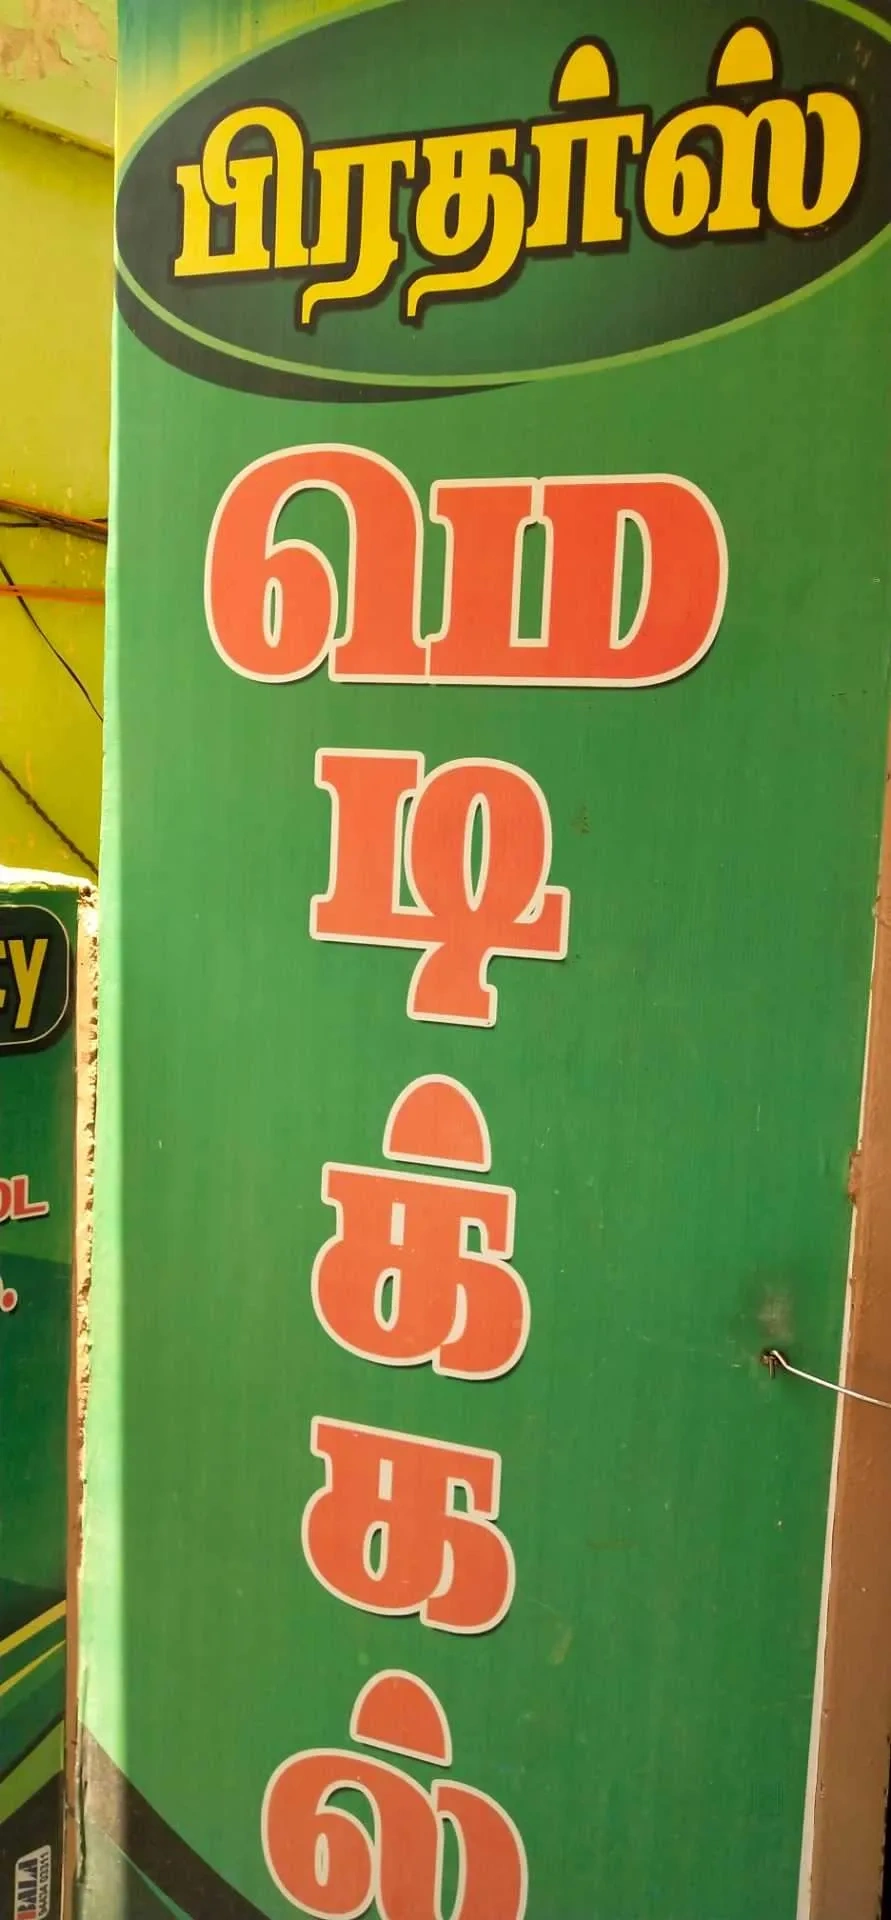 பிரதர்ஸ்
மெ
டி
க்
க
ல்